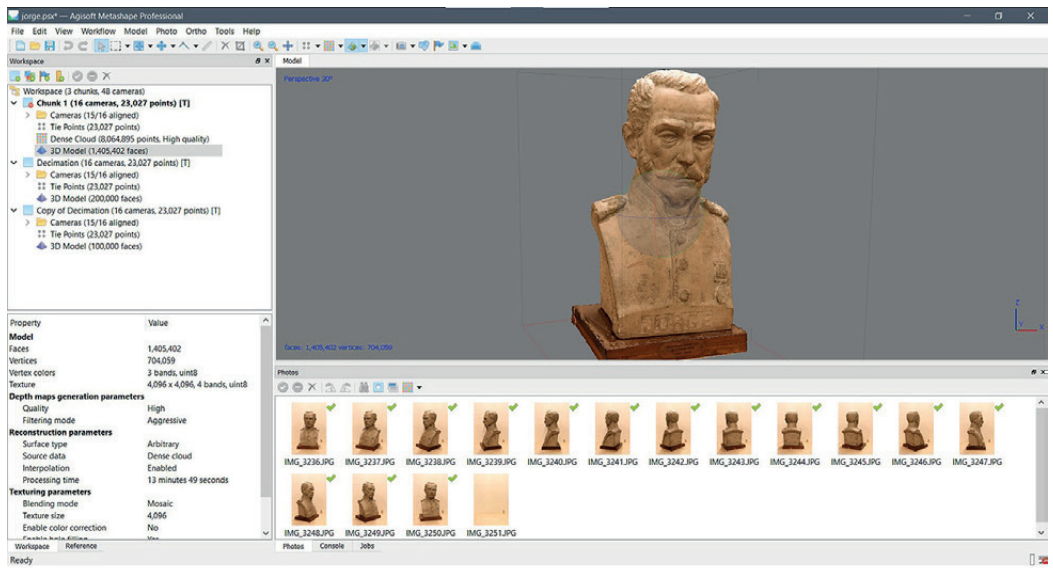 jorge.psx* — Agisoft Metashape Professional
File Edit View Workflow Model Photo Ortho Tools Help
Workspace
Workspace (3 chunks, 48 cameras)
Chunk 1 (16 cameras, 23,027 points) [T]
Cameras (15/16 aligned)
Tie Points (23,027 points)
Dense Cloud (8,064,895 points, High quality)
3D Model (1,405,402 faces)
Decimation (16 cameras, 23,027 points) [T]
Cameras (15/16 aligned)
Tie Points (23,027 points)
3D Model (200,000 faces)
Copy of Decimation (16 cameras, 23,027 points) [T]
Cameras (15/16 aligned)
Tie Points (23,027 points)
3D Model (100,000 faces)
Property Value
Model
Faces 1,405,402
Vertices 704,059
Vertex colors 3 bands, uint8
Texture 4,096 x 4,096, 4 bands, uint8
Depth maps generation parameters
Quality High
Filtering mode Aggressive
Reconstruction parameters
Surface type Arbitrary
Source data Dense cloud
Interpolation Enabled
Processing time 13 minutes 49 seconds
Texturing parameters
Blending mode Mosaic
Texture size 4,096
Enable color correction No
Enable hole filling Yes
Workspace Reference
Ready
Model
Perspective 30°
JORGE
Z
Y X
faces: 1,405,402 vertices: 704,059
Photos
IMG_3236.JPG IMG_3237.JPG IMG_3238.JPG IMG_3239.JPG IMG_3240.JPG IMG_3241.JPG IMG_3242.JPG IMG_3243.JPG IMG_3244.JPG IMG_3245.JPG IMG_3246.JPG IMG_3247.JPG
IMG_3248.JPG IMG_3249.JPG IMG_3250.JPG IMG_3251.JPG
Photos Console Jobs